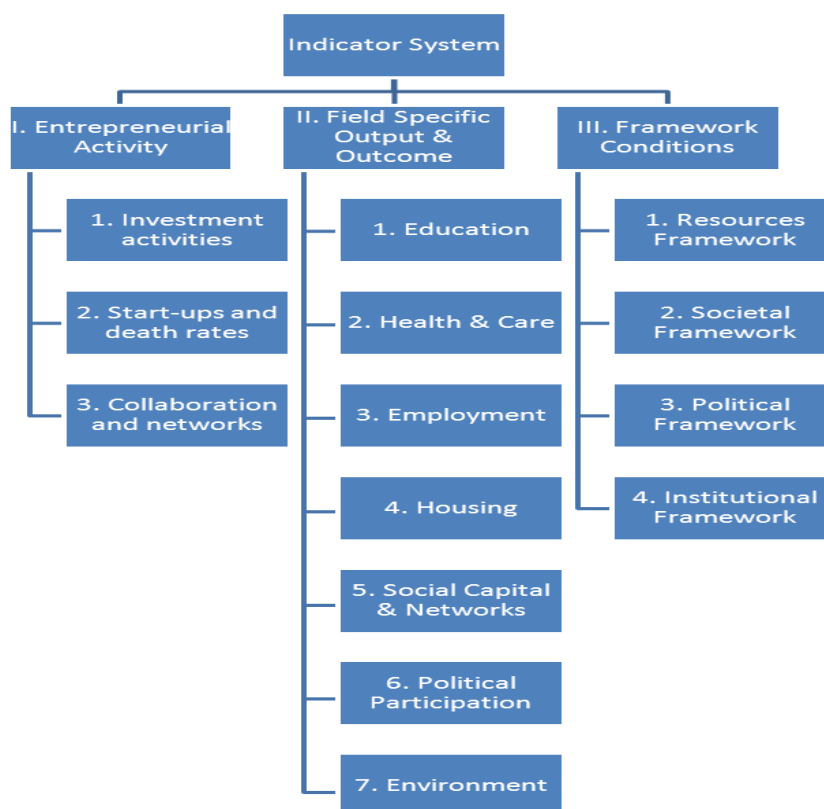 Indicator System
I. Entrepreneurial
Activity
1. Investment
activities
2. Start-ups and
death rates
3. Collaboration
and networks
II. Field Specific
Output &
Outcome
1. Education
2. Health & Care
3. Employment
4. Housing
5. Social Capital
& Networks
6. Political
Participation
7. Environment
III. Framework
Conditions
1. Resources
Framework
2. Societal
Framework
3. Political
Framework
4. Institutional
Framework